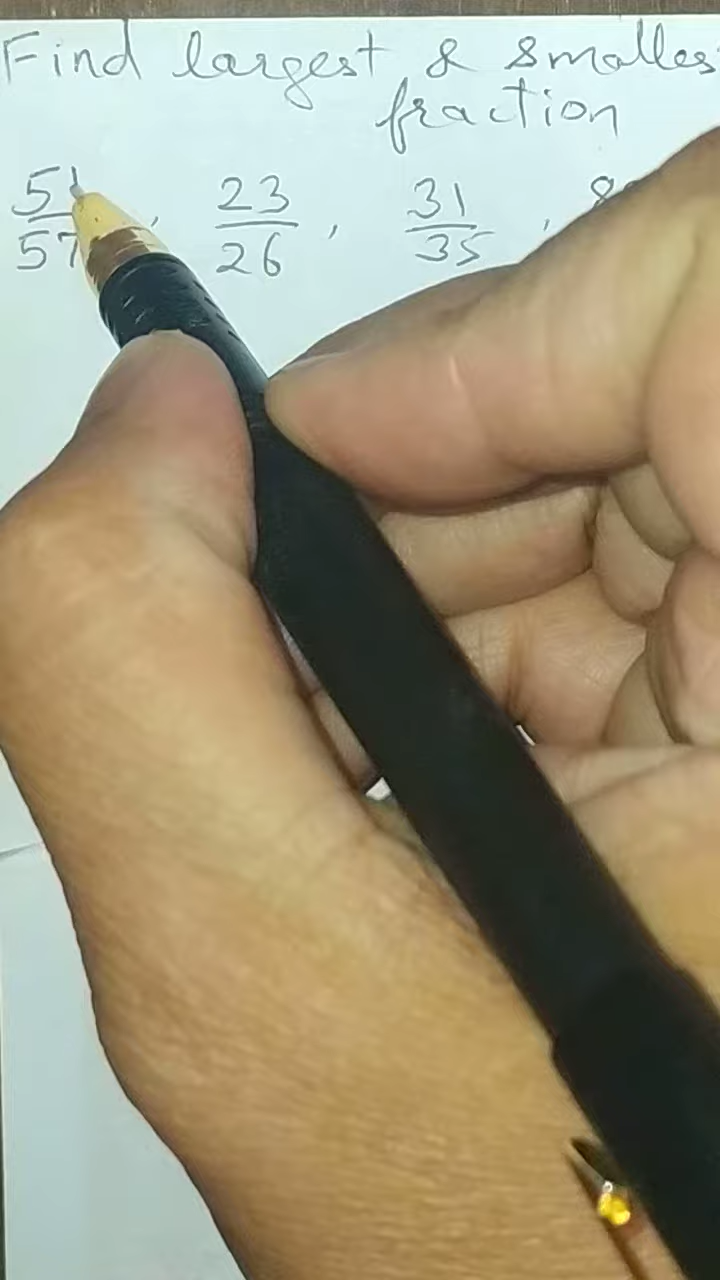 Find largest & smalles
fraction
51/57, 23/26, 31/35,